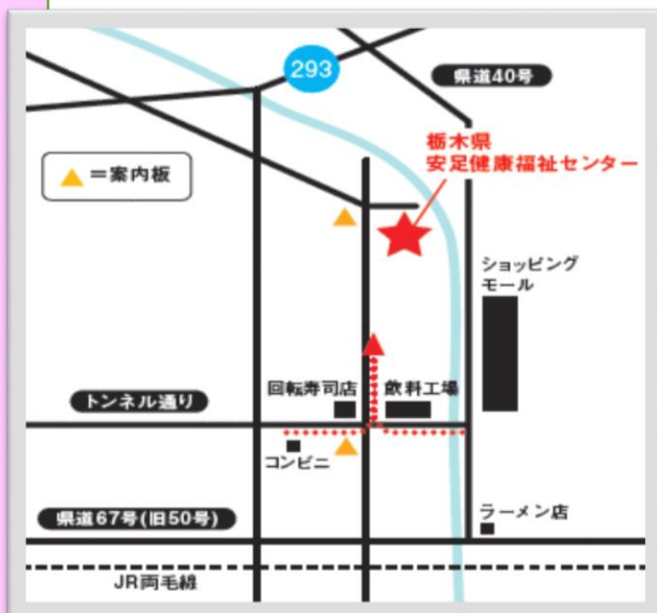 293
県道40号
栃木県
安足健康福祉センター
=案内板
ショッピング
モール
回転寿司店
飲料工場
トンネル通り
コンビニ
県道67号(旧50号)
ラーメン店
JR両毛線